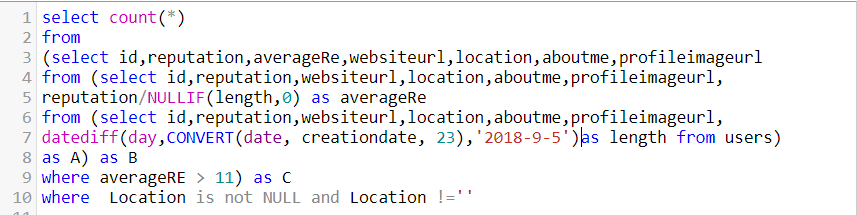 1 select count(*)
2 from
3 (select id,reputation,averageRe,websiteurl,location,aboutme,profileimageurl
4 from (select id,reputation,websiteurl,location,aboutme,profileimageurl,
5 reputation/NULLIF(length,0) as averageRe
6 from (select id,reputation,websiteurl,location,aboutme,profileimageurl,
7 datediff(day,CONVERT(date, creationdate, 23),'2018-9-5')as length from users)
8 as A) as B
9 where averageRE > 11) as C
10 where  Location is not NULL and Location !=''